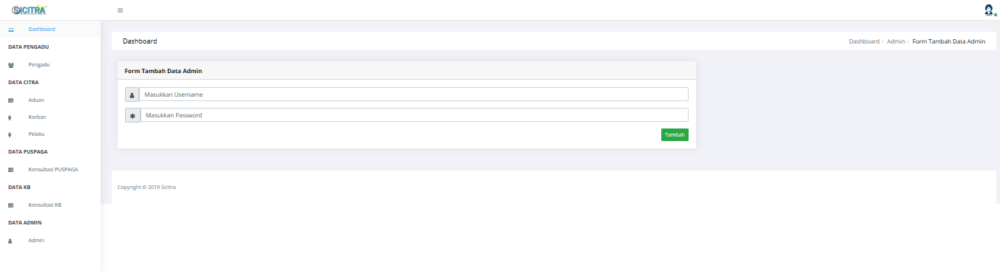 SICITRA
Dashboard
DATA PENGADU
Pengadu
DATA CITRA
Aduan
Korban
Pelaku
DATA PUSPAGA
Konsultasi PUSPAGA
DATA KB
Konsultasi KB
DATA ADMIN
Admin
Dashboard
Dashboard / Admin / Form Tambah Data Admin
Form Tambah Data Admin
Masukkan Username
Masukkan Password
Tambah
Copyright © 2019 Sicitra